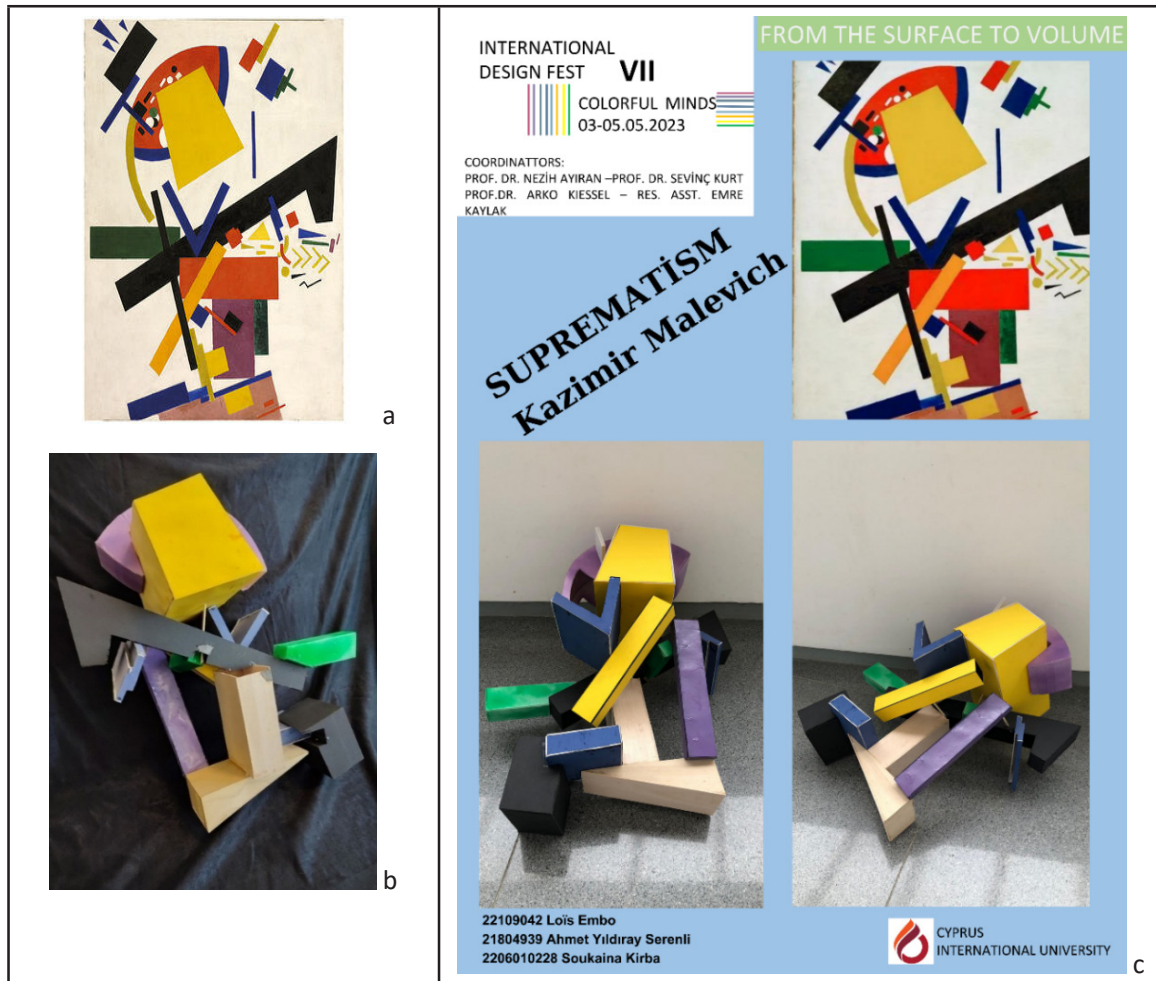 a
b
INTERNATIONAL
DESIGN FEST VII
COLORFUL MINDS
03-05.05.2023
COORDINATTORS:
PROF. DR. NEZİH AYIRAN –PROF. DR. SEVİNÇ KURT
PROF.DR. ARKO KIESSEL – RES. ASST. EMRE
KAYLAK
FROM THE SURFACE TO VOLUME
SUPREMATİSM
Kazimir Malevich
22109042 Loïs Embo
21804939 Ahmet Yıldıray Serenli
2206010228 Soukaina Kirba
CYPRUS
INTERNATIONAL UNIVERSITY
c